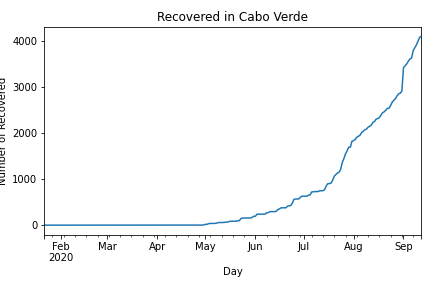 Recovered in Cabo Verde
Number of Recovered
4000
3000
2000
1000
0
Feb Mar Apr May Jun Jul Aug Sep
2020
Day